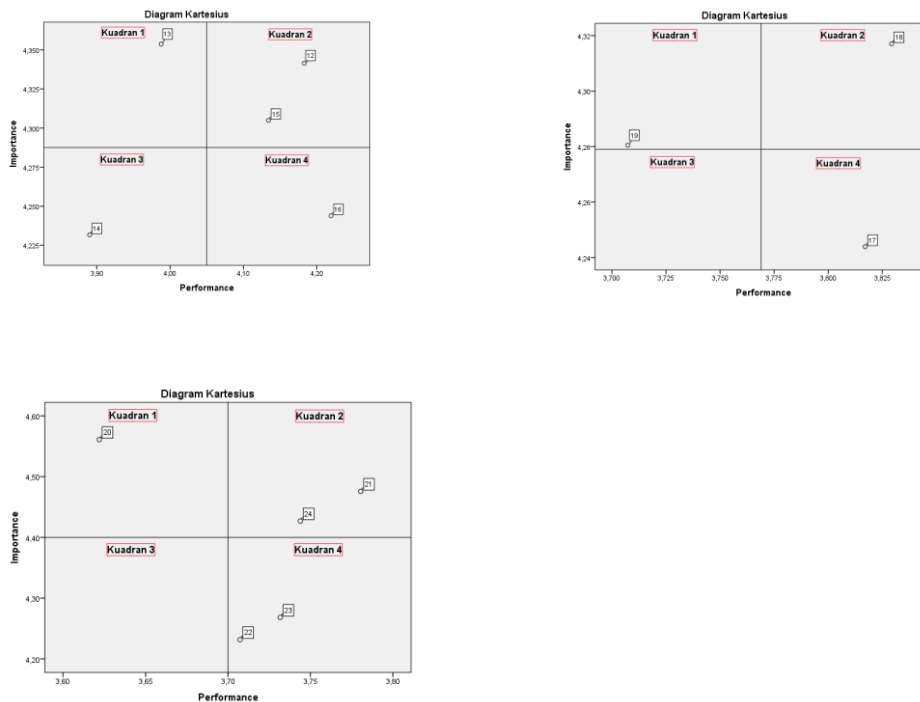 Diagram Kartesius
Kuadran 1
13
Kuadran 2
12
15
Kuadran 3
Kuadran 4
14
16
4,350
4,325
4,300
4,275
4,250
4,225
Importance
3,90
4,00
4,10
4,20
Performance
Diagram Kartesius
Kuadran 1
Kuadran 2
18
19
Kuadran 3
Kuadran 4
17
4,32
4,30
4,28
4,26
4,24
Importance
3,700
3,725
3,750
3,775
3,800
3,825
Performance
Diagram Kartesius
Kuadran 1
20
Kuadran 2
21
24
Kuadran 3
Kuadran 4
23
22
4,60
4,50
4,40
4,30
4,20
Importance
3,60
3,65
3,70
3,75
3,80
Performance